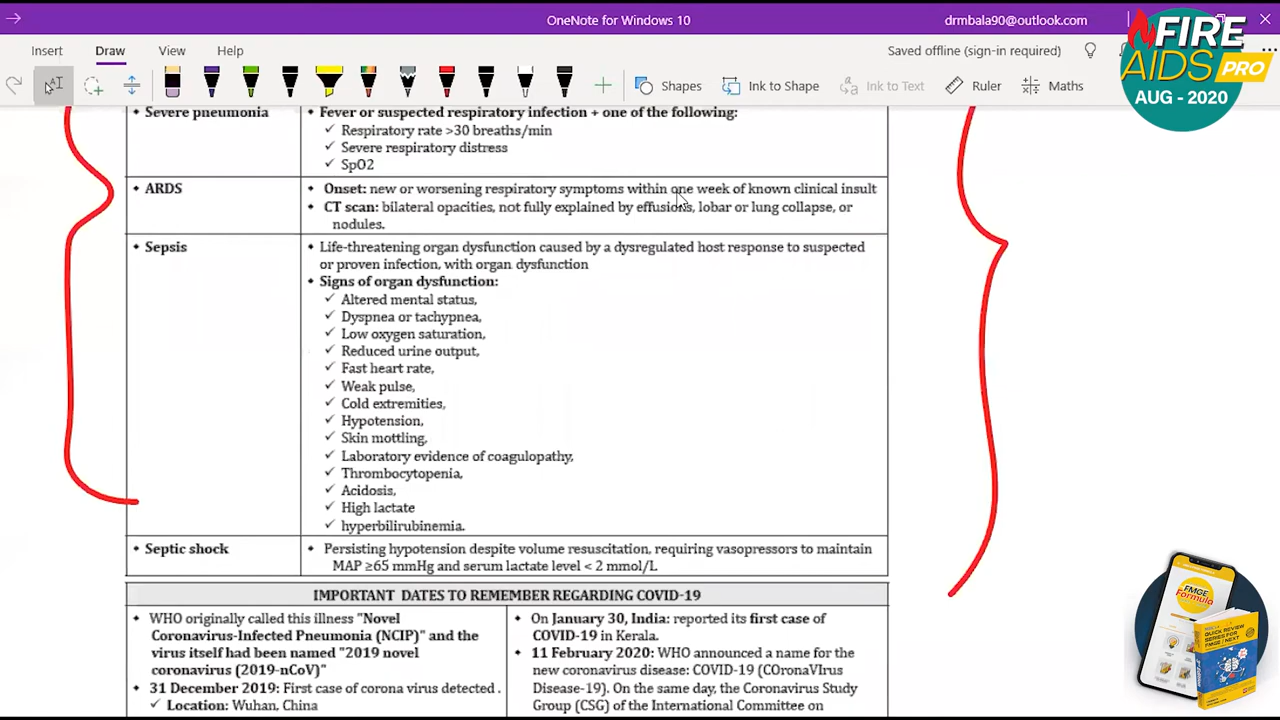 OneNote for Windows 10
drmbala90@outlook.com
Insert
Draw
View
Help
Saved offline (sign-in required)
Shapes
Ink to Shape
Ink to Text
Ruler
Maths
FIRE
AIDS PRO
AUG - 2020
Severe pneumonia
Fever or suspected respiratory infection + one of the following:
Respiratory rate >30 breaths/min
Severe respiratory distress
SpO2
ARDS
Onset: new or worsening respiratory symptoms within one week of known clinical insult
CT scan: bilateral opacities, not fully explained by effusions, lobar or lung collapse, or
nodules.
Sepsis
Life-threatening organ dysfunction caused by a dysregulated host response to suspected
or proven infection, with organ dysfunction
Signs of organ dysfunction:
Altered mental status,
Dyspnea or tachypnea,
Low oxygen saturation,
Reduced urine output,
Fast heart rate,
Weak pulse,
Cold extremities,
Hypotension,
Skin mottling,
Laboratory evidence of coagulopathy,
Thrombocytopenia,
Acidosis,
High lactate
hyperbilirubinemia.
Septic shock
Persisting hypotension despite volume resuscitation, requiring vasopressors to maintain
MAP ≥65 mmHg and serum lactate level < 2 mmol/L
IMPORTANT DATES TO REMEMBER REGARDING COVID-19
WHO originally called this illness "Novel
Coronavirus-Infected Pneumonia (NCIP)" and the
virus itself had been named "2019 novel
coronavirus (2019-nCoV)"
31 December 2019: First case of corona virus detected .
Location: Wuhan, China
On January 30, India: reported its first case of
COVID-19 in Kerala.
11 February 2020: WHO announced a name for the
new coronavirus disease: COVID-19 (COronaVIrus
Disease-19). On the same day, the Coronavirus Study
Group (CSG) of the International Committee on
FMGE
Formula
QUICK REVIEW
SERIES FOR
FMGE / NEXT